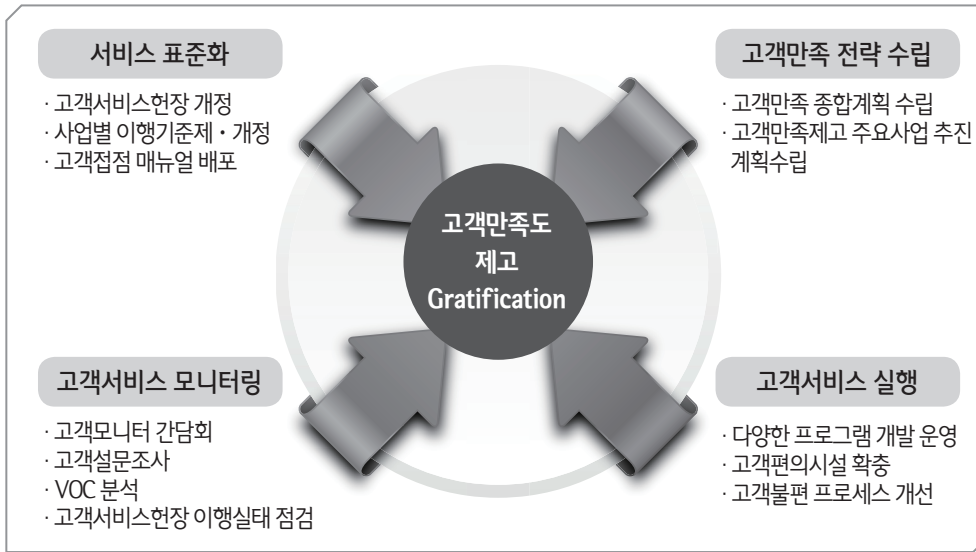 서비스 표준화
· 고객서비스헌장 개정
· 사업별 이행기준제・개정
· 고객접점 매뉴얼 배포
고객만족 전략 수립
· 고객만족 종합계획 수립
· 고객만족제고 주요사업 추진
계획수립
고객만족도
제고
Gratification
고객서비스 모니터링
· 고객모니터 간담회
· 고객설문조사
· VOC 분석
· 고객서비스헌장 이행실태 점검
고객서비스 실행
· 다양한 프로그램 개발 운영
· 고객편의시설 확충
· 고객불편 프로세스 개선